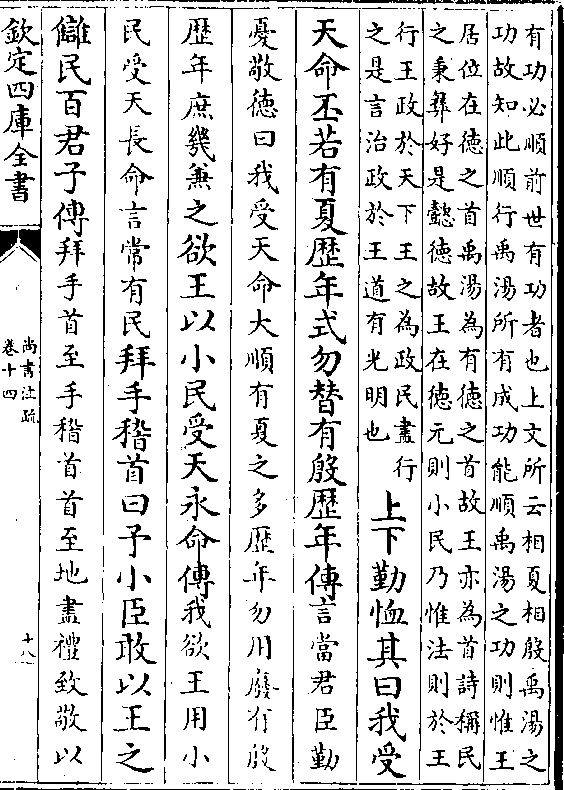 有功必順前世有功者也上文所云相夏相殷禹湯之
功故知此順行禹湯所有成功能順禹湯之功則惟王
居位在德之首禹湯為有德之首故王亦為首詩稱民
之秉彝好是懿德故王在德元則小民乃惟法則於王
行王政於天下王之為政民盡行
之是言治政於王道有光明也
上下勤恤其曰我受
天命丕若有夏歴年式勿替有殷歴年傳言當君臣勤
憂敬德曰我受天命大順有夏之多歴年勿用廢有殷
歴年庶幾兼之欲王以小民受天永命傳我欲王用小
民受天長命言常有民拜手稽首曰予小臣敢以王之
讎民百君子傳拜手首至手稽首首至地盡禮致敬以
欽定四庫全書
尚書注疏
卷十四
十八